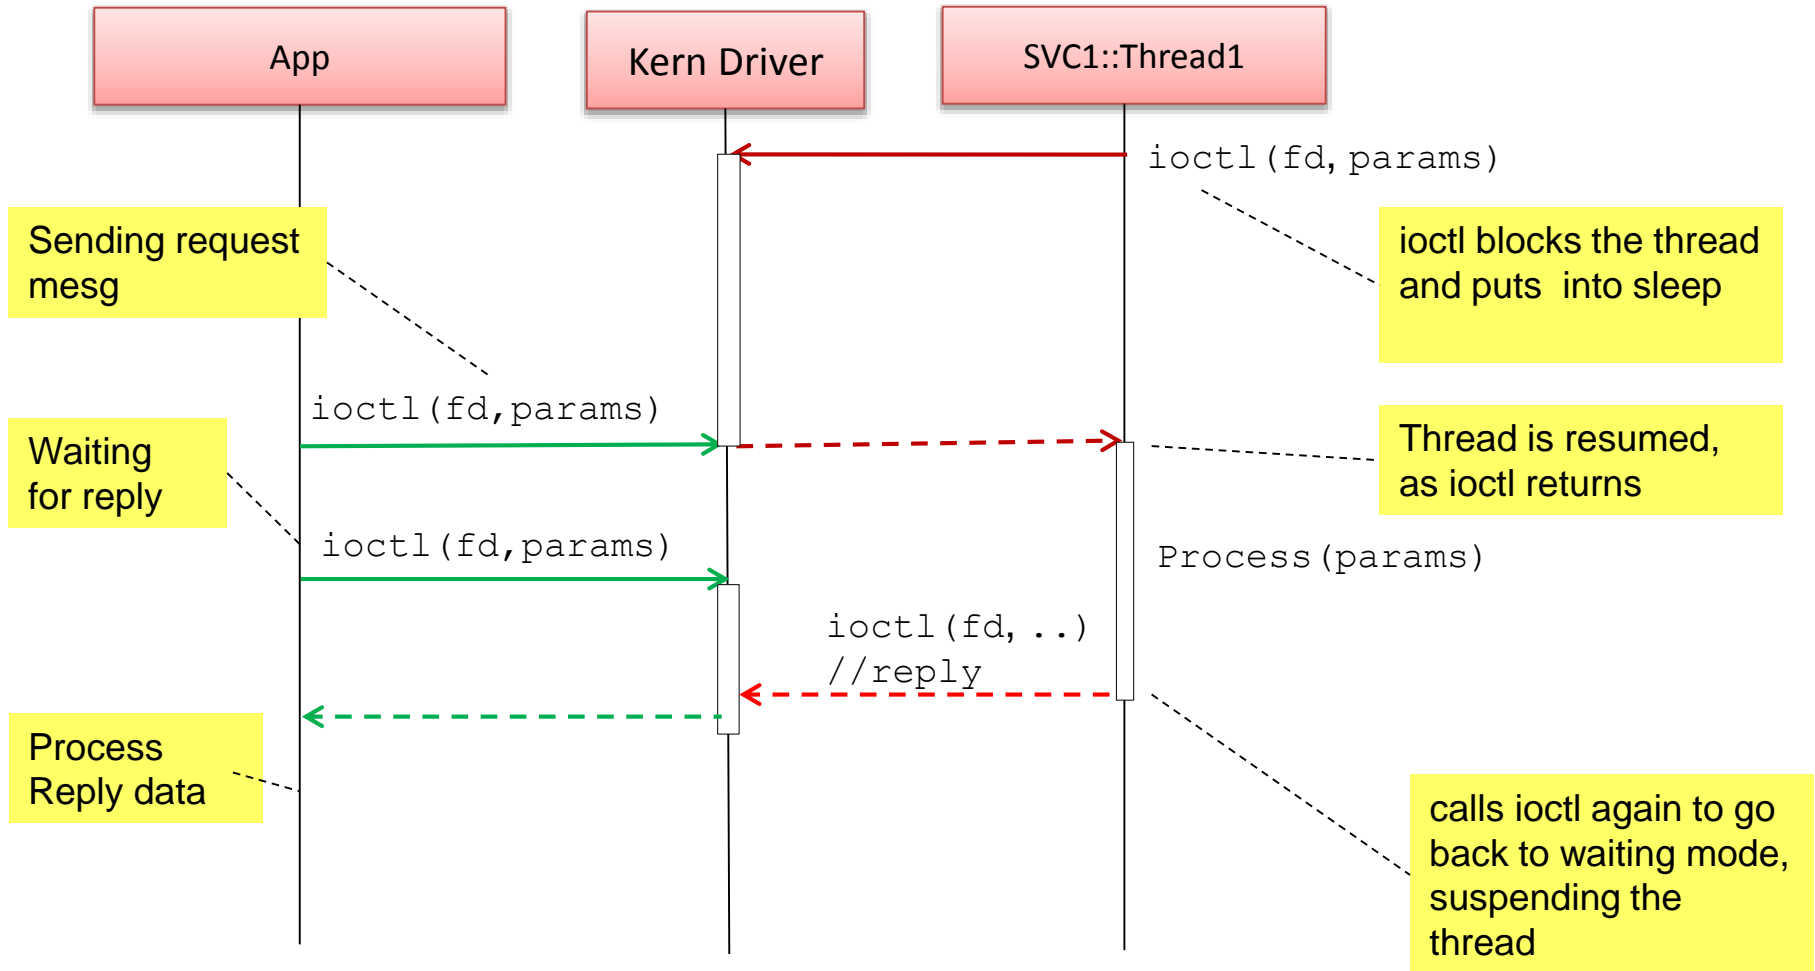 App
Kern Driver
SVC1::Thread1
ioctl(fd, params)
Sending request
mesg
ioctl blocks the thread
and puts  into sleep
ioctl(fd,params)
Waiting
for reply
Thread is resumed,
as ioctl returns
ioctl(fd,params)
Process(params)
ioctl(fd, ..)
//reply
Process
Reply data
calls ioctl again to go
back to waiting mode,
suspending the
thread